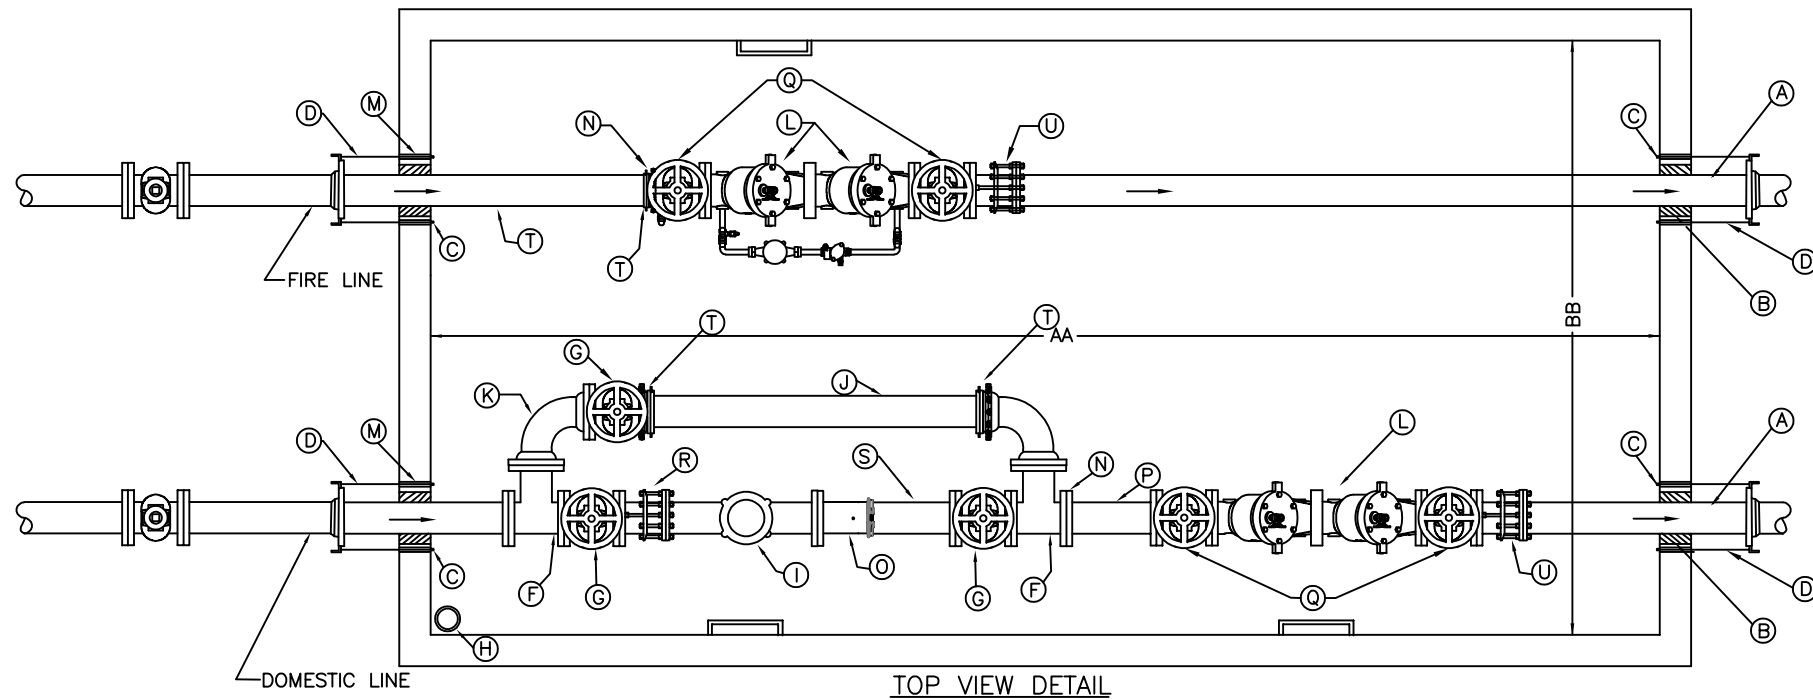 Q
A
M
D
N
L
U
C
C
T
T
D
FIRE LINE
B
BB
T
T
AA
G
J
K
L
A
D
M
R
S
N
P
C
C
F
G
I
O
G
F
Q
U
D
B
H
DOMESTIC LINE
TOP VIEW DETAIL